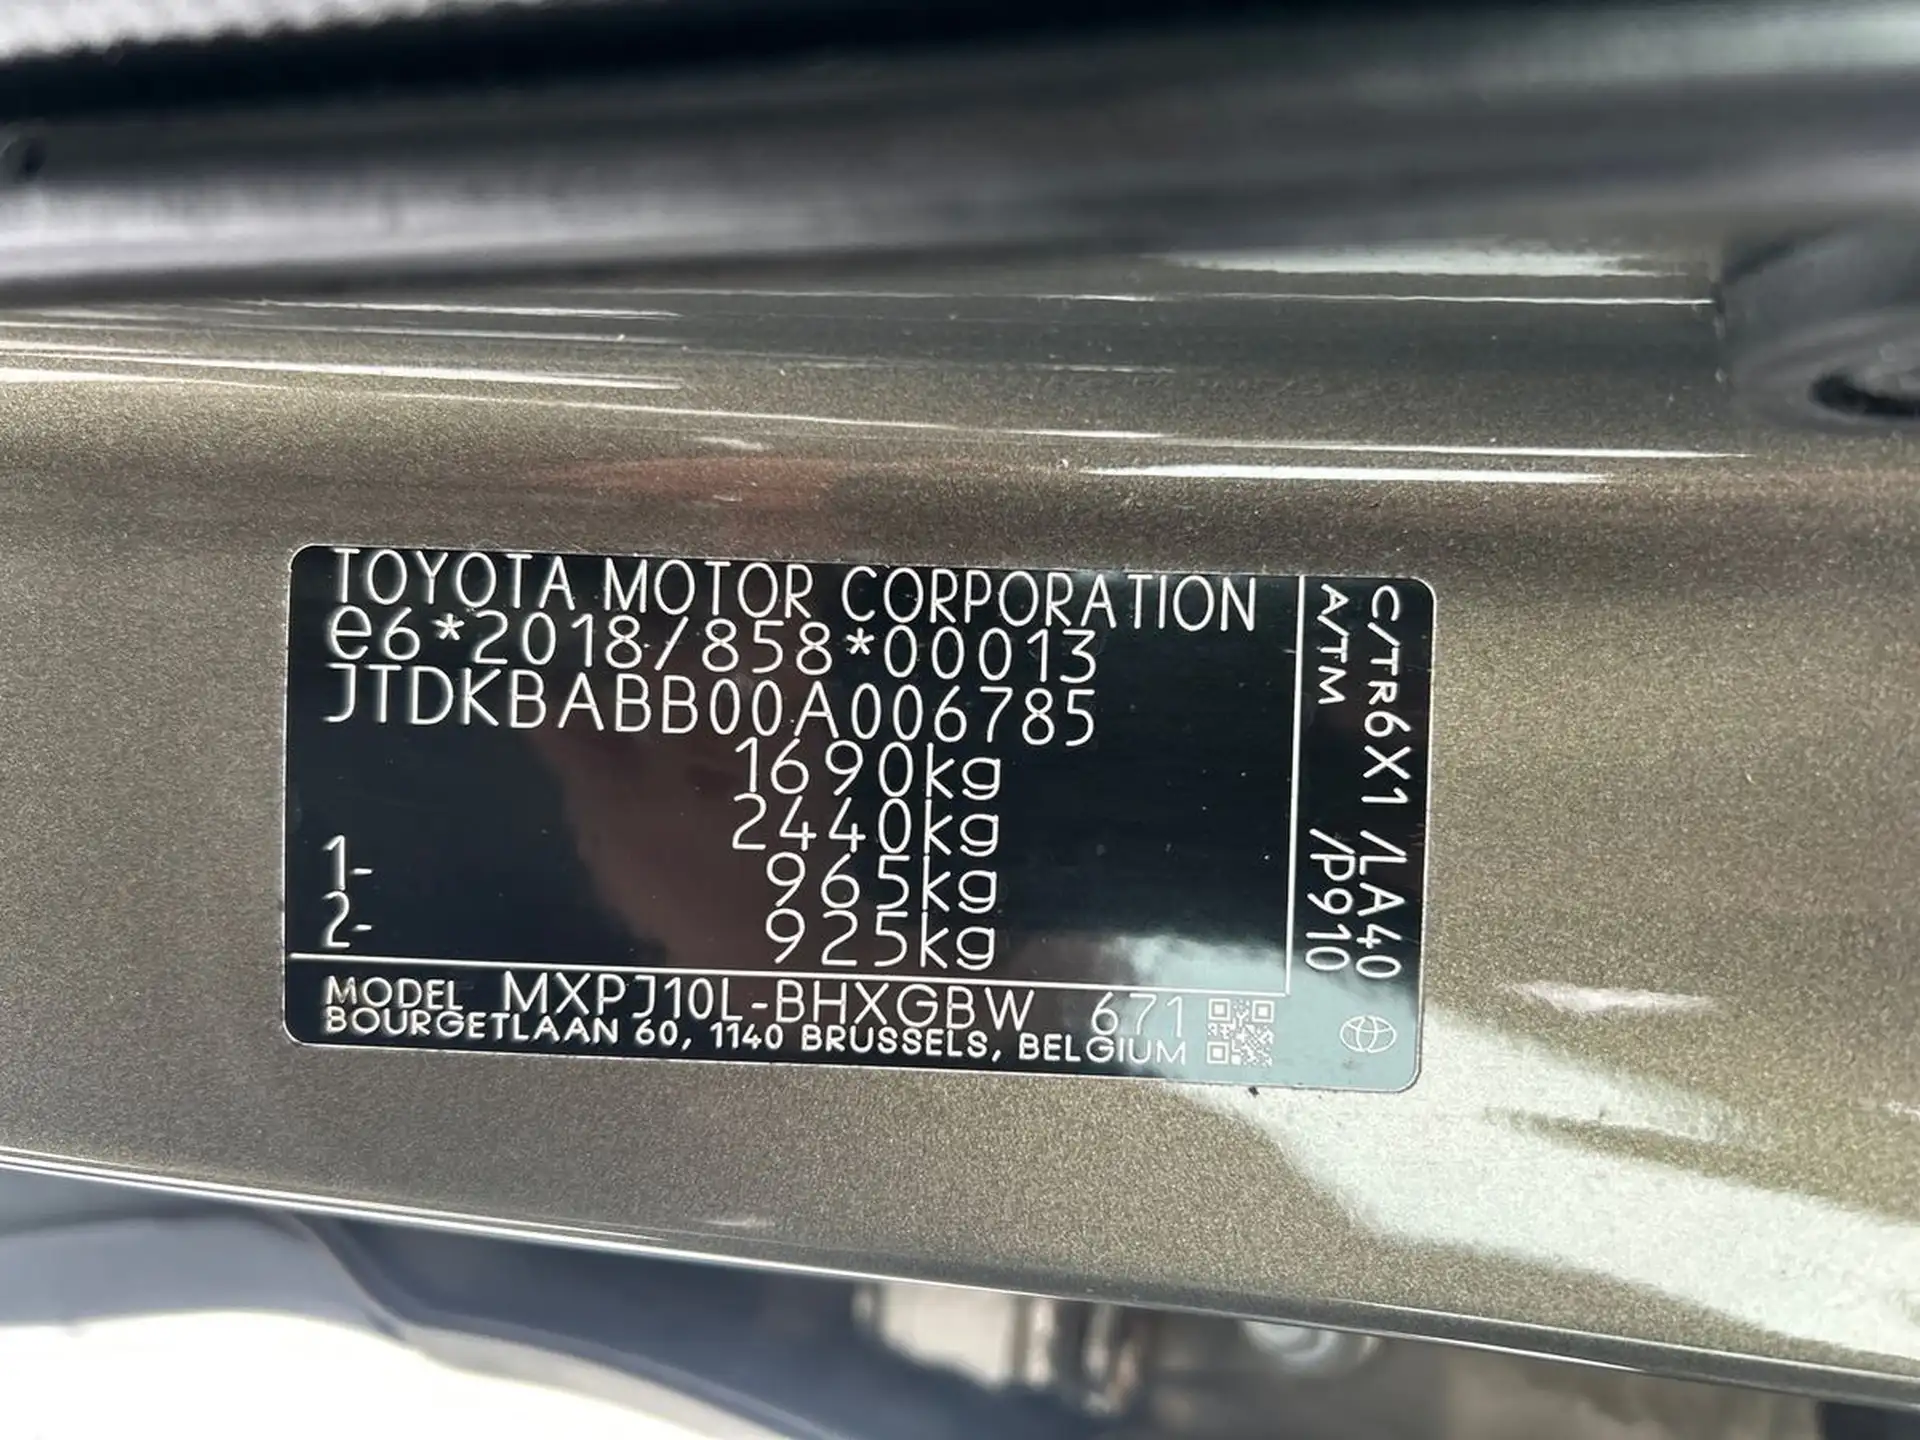 TOYOTA MOTOR CORPORATION
e6*2018/858*00013
JTDKBABB00A006785
1690kg
2440kg
1- 965kg
2- 925kg
MODEL MXPJ10L-BHXGBW 671
BOURGETLAAN 60, 1140 BRUSSELS, BELGIUM
C/TR6X1 /LA40
A/TM /P910